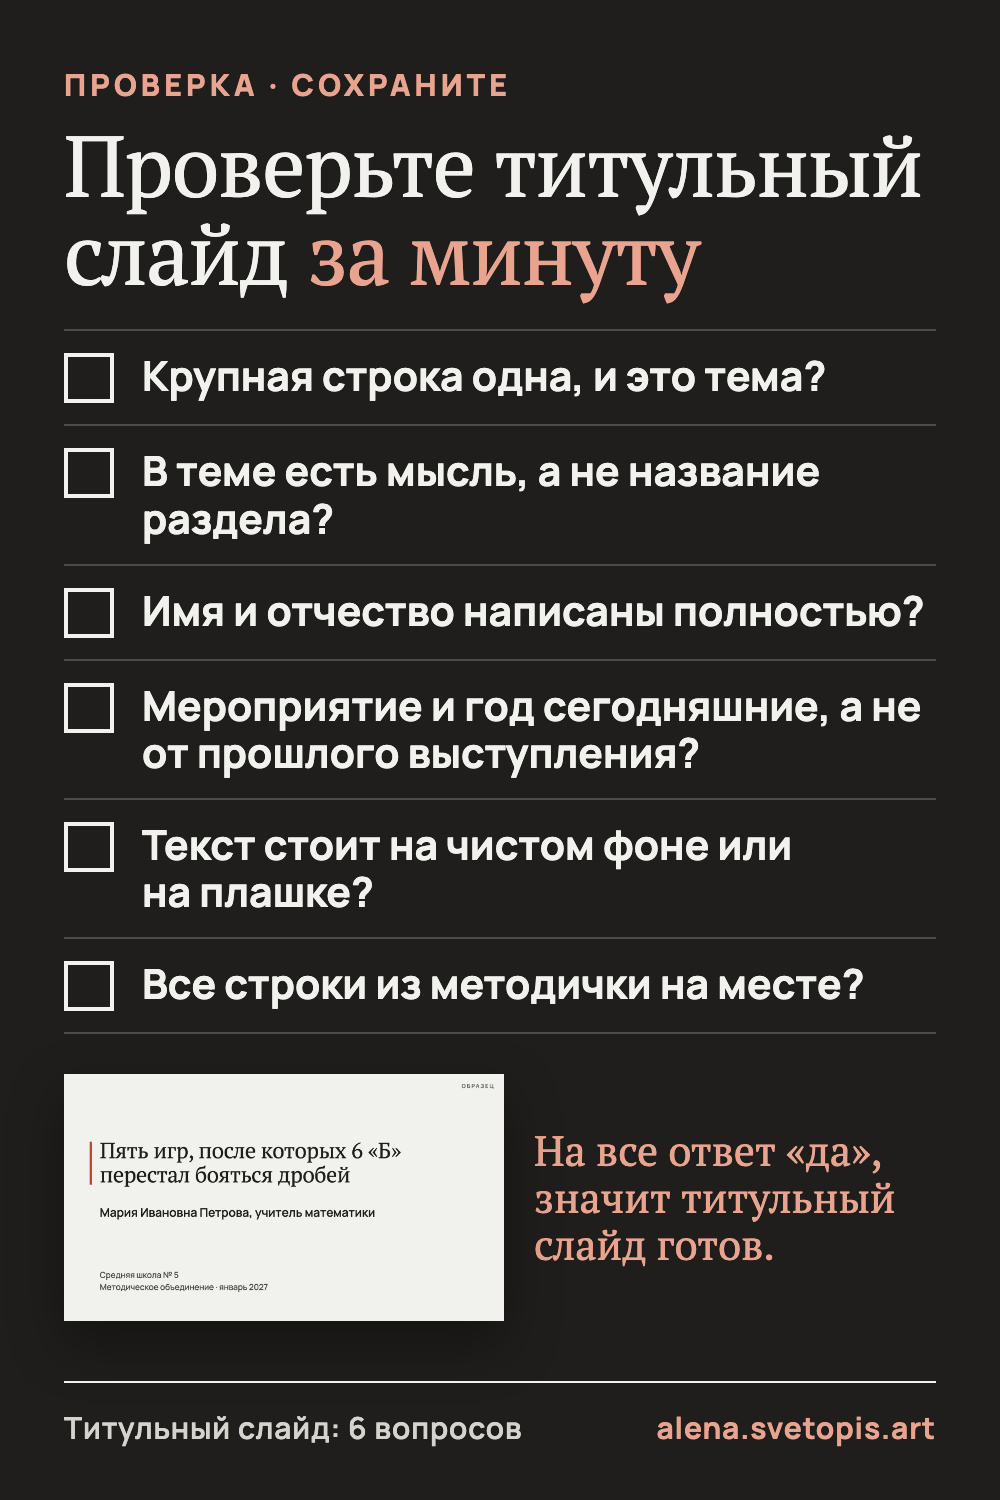 ПРОВЕРКА · СОХРАНИТЕ
Проверьте титульный
слайд за минуту
Крупная строка одна, и это тема?
В теме есть мысль, а не название
раздела?
Имя и отчество написаны полностью?
Мероприятие и год сегодняшние, а не
от прошлого выступления?
Текст стоит на чистом фоне или
на плашке?
Все строки из методички на месте?
ОБРАЗЕЦ
Пять игр, после которых 6 «Б»
перестал бояться дробей
Мария Ивановна Петрова, учитель математики
Средняя школа № 5
Методическое объединение · январь 2027
На все ответ «да»,
значит титульный
слайд готов.
Титульный слайд: 6 вопросов
alena.svetopis.art